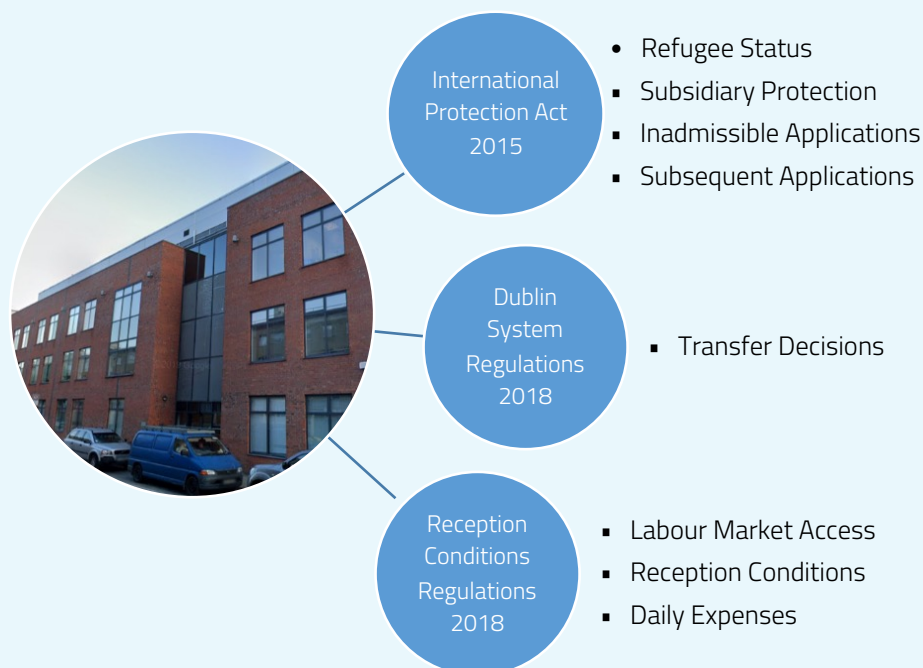 International
Protection Act
2015
• Refugee Status
▪ Subsidiary Protection
▪ Inadmissible Applications
▪ Subsequent Applications
Dublin
System
Regulations
2018
▪ Transfer Decisions
Reception
Conditions
Regulations
2018
▪ Labour Market Access
▪ Reception Conditions
▪ Daily Expenses